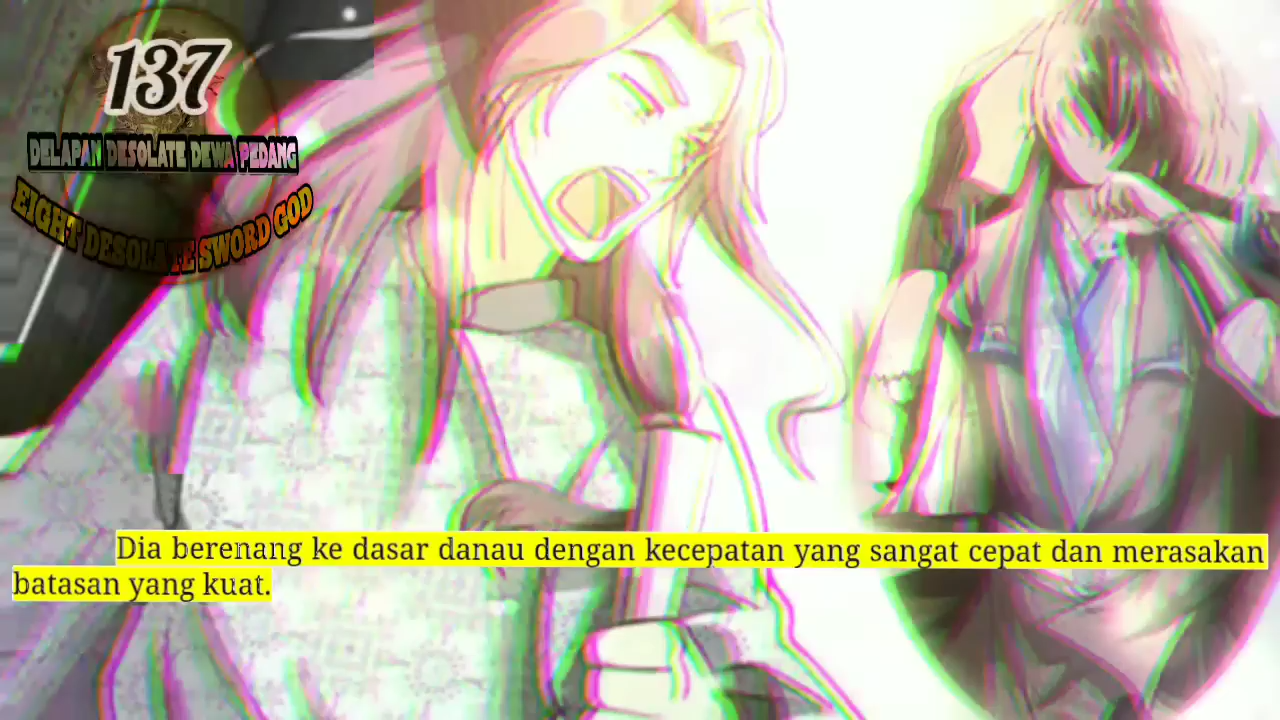 137
DELAPAN DESOLATE DEWA PEDANG
EIGHT DESOLATE SWORD GOD
Dia berenang ke dasar danau dengan kecepatan yang sangat cepat dan merasakan
batasan yang kuat.